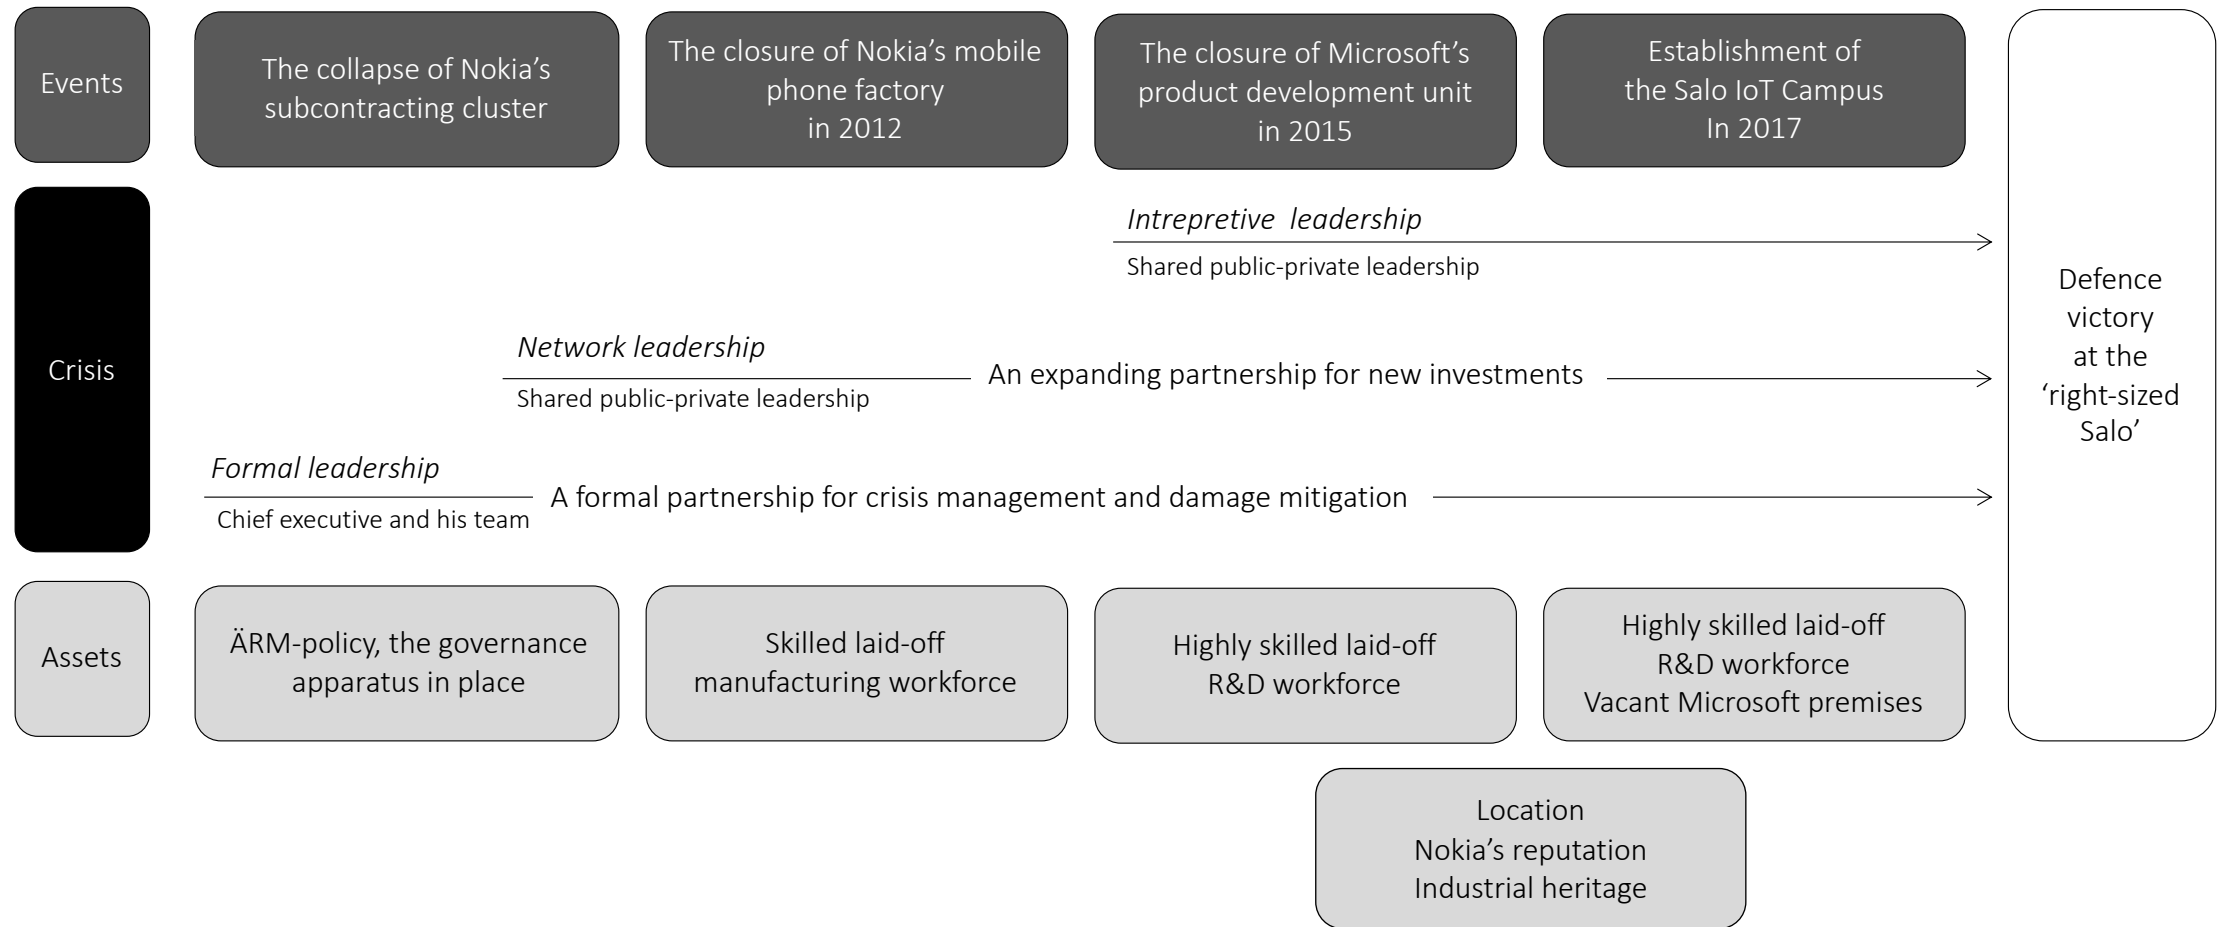 Events
The collapse of Nokia’s
subcontracting cluster
The closure of Nokia’s mobile
phone factory
in 2012
The closure of Microsoft’s
product development unit
in 2015
Establishment of
the Salo IoT Campus
In 2017
Crisis
Intrepretive leadership
Shared public-private leadership
Network leadership
Shared public-private leadership
An expanding partnership for new investments
Formal leadership
Chief executive and his team
A formal partnership for crisis management and damage mitigation
Defence
victory
at the
‘right-sized
Salo’
Assets
ÄRM-policy, the governance
apparatus in place
Skilled laid-off
manufacturing workforce
Highly skilled laid-off
R&D workforce
Highly skilled laid-off
R&D workforce
Vacant Microsoft premises
Location
Nokia’s reputation
Industrial heritage